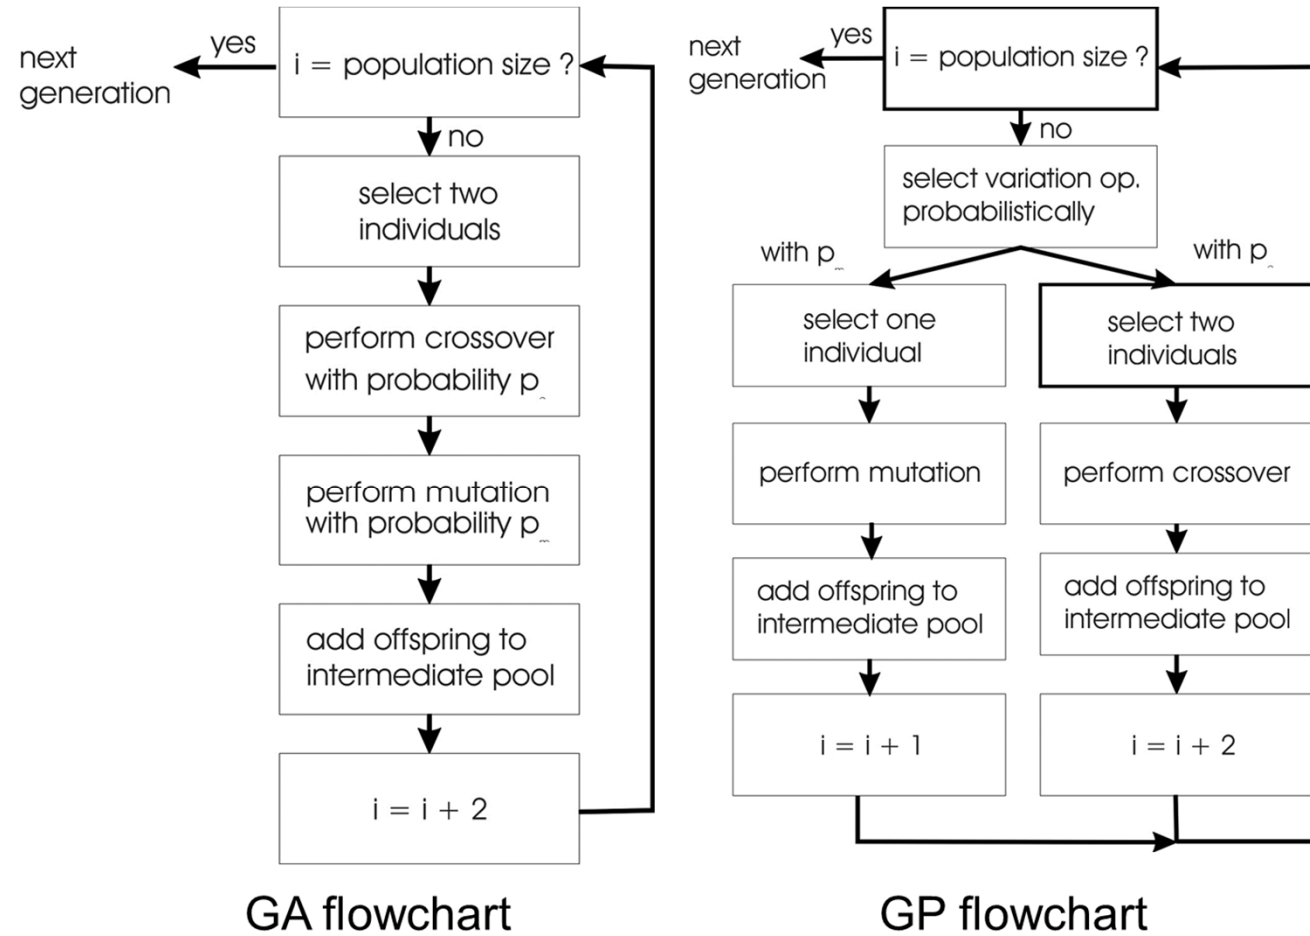 next
generation
yes
i = population size ?
no
select two
individuals
perform crossover
with probability p
perform mutation
with probability p
add offspring to
intermediate pool
i = i + 2
GA flowchart
next
generation
yes
i = population size ?
no
select variation op.
probabilistically
with p
with p
select one
individual
perform mutation
add offspring to
intermediate pool
i = i + 1
select two
individuals
perform crossover
add offspring to
intermediate pool
i = i + 2
GP flowchart